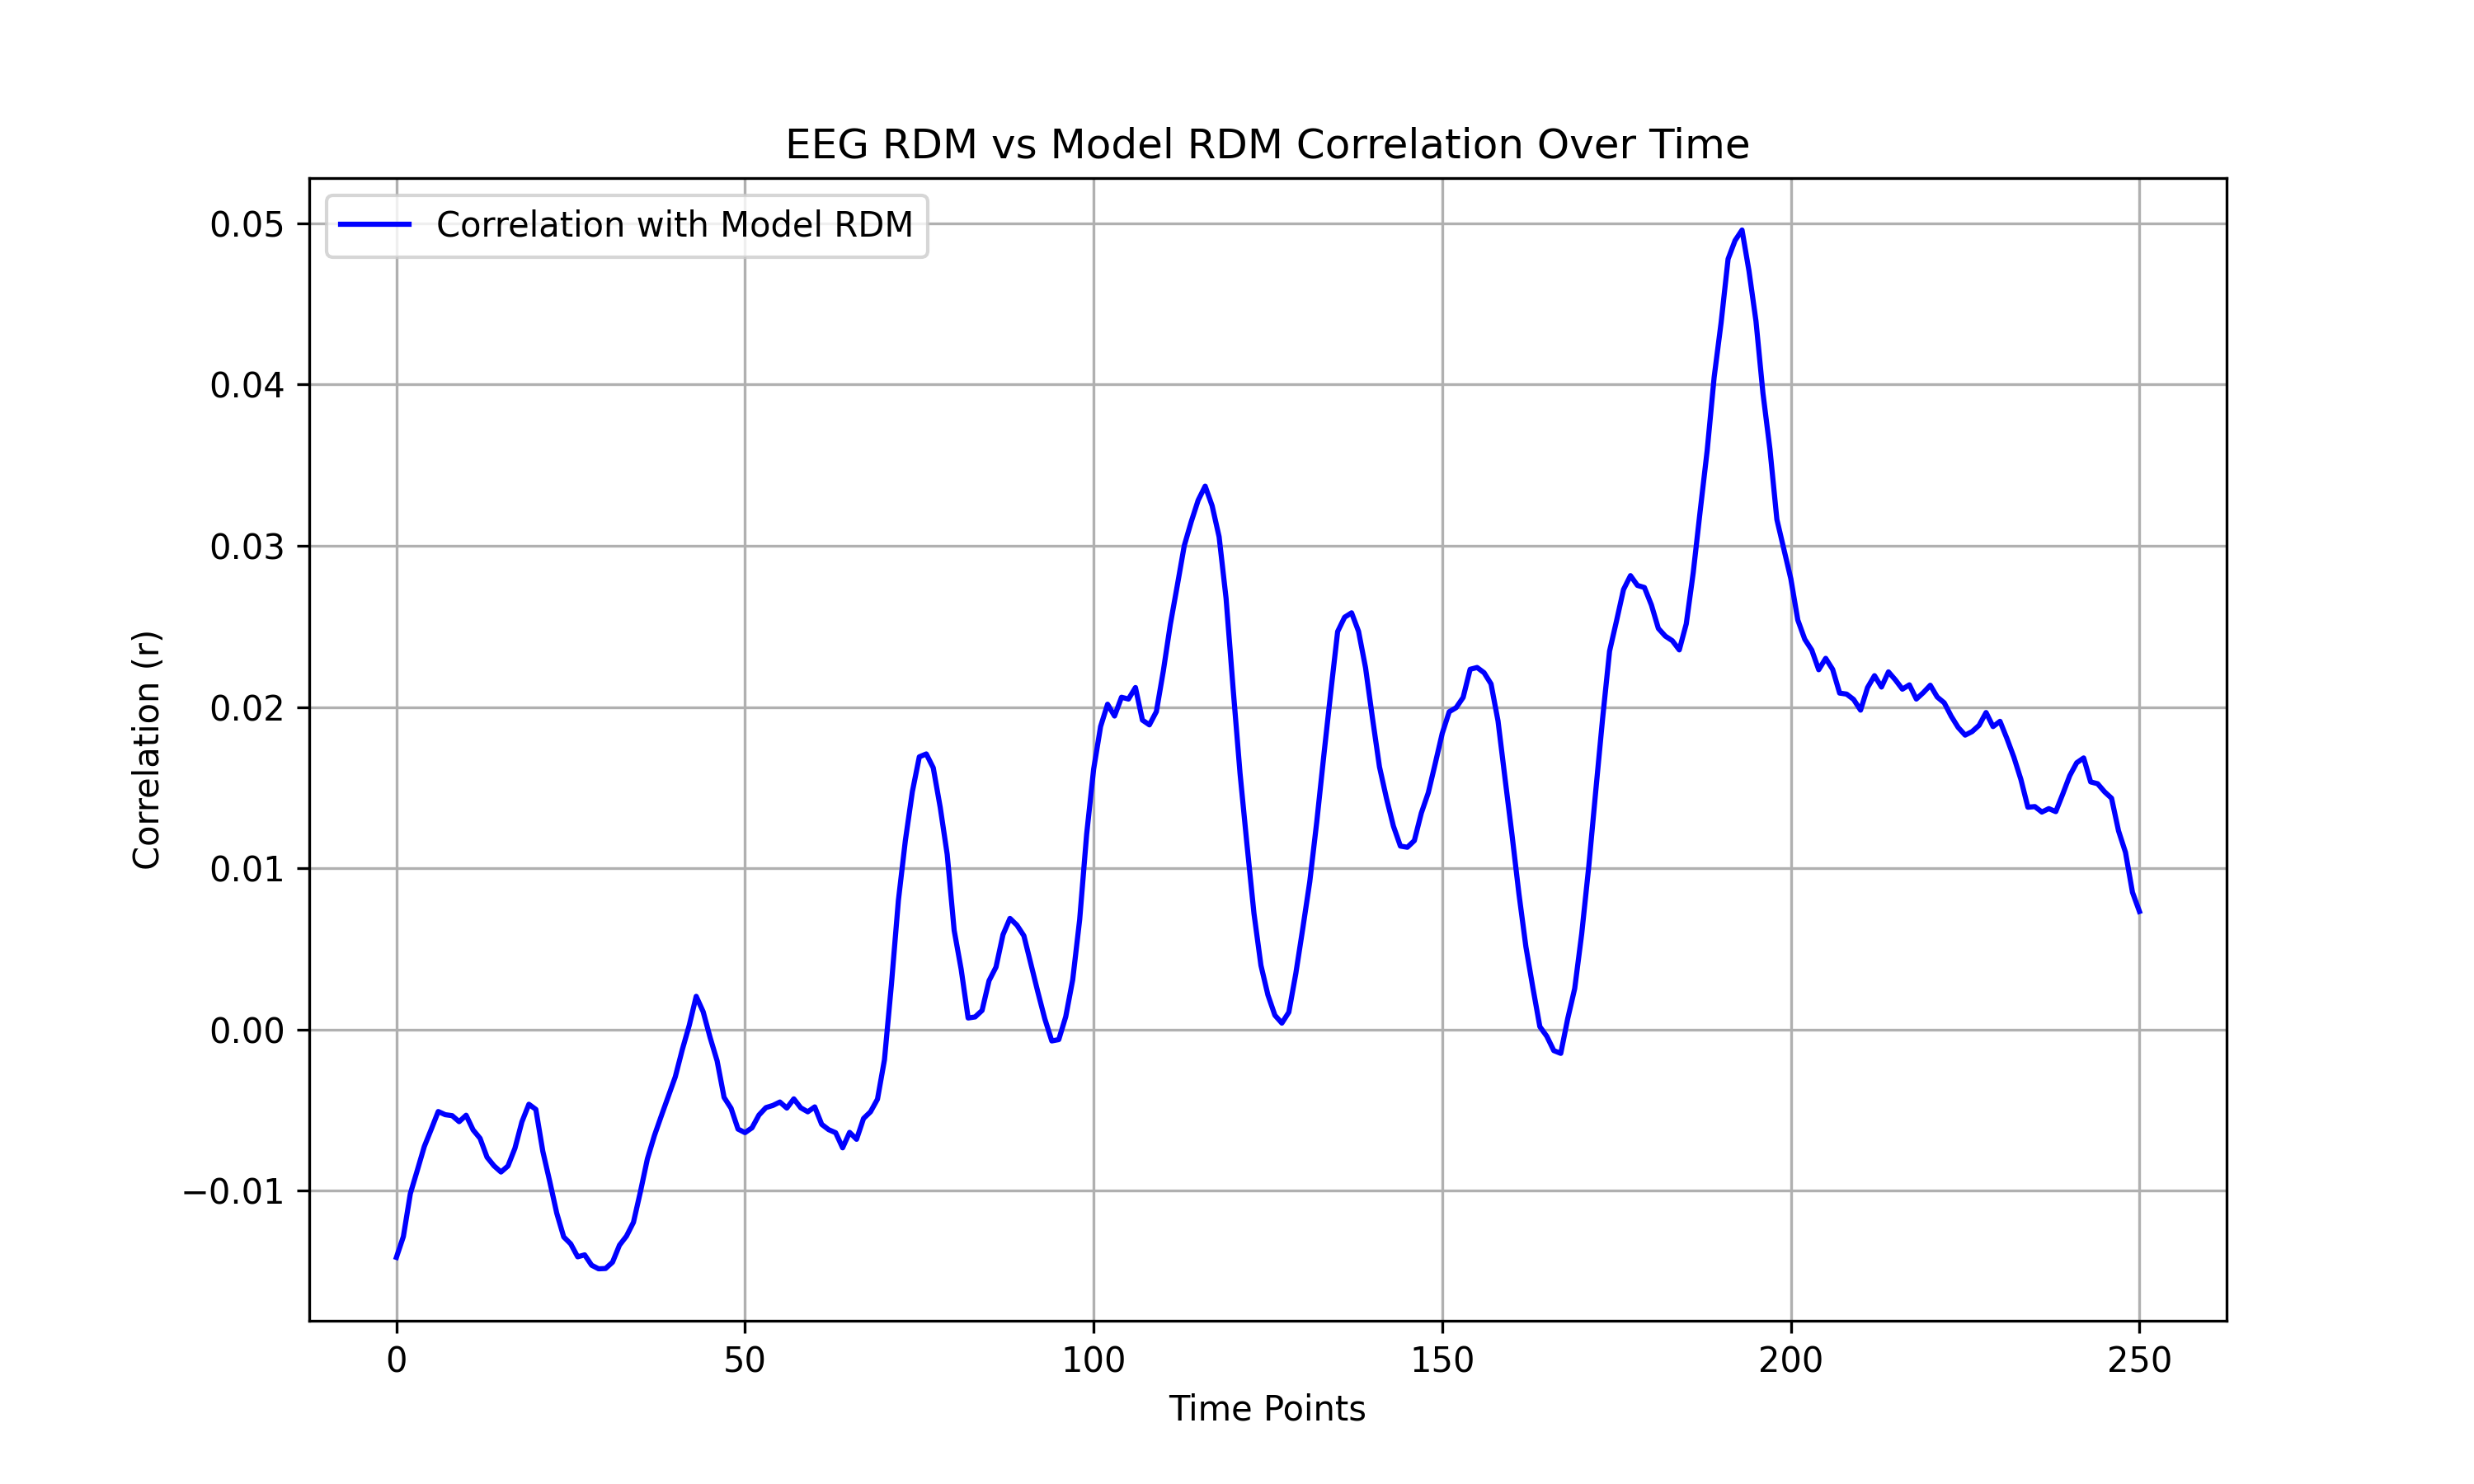 EEG RDM vs Model RDM Correlation Over Time
Correlation with Model RDM
0.05
0.04
0.03
0.02
0.01
0.00
−0.01
Correlation (r)
0 50 100 150 200 250
Time Points